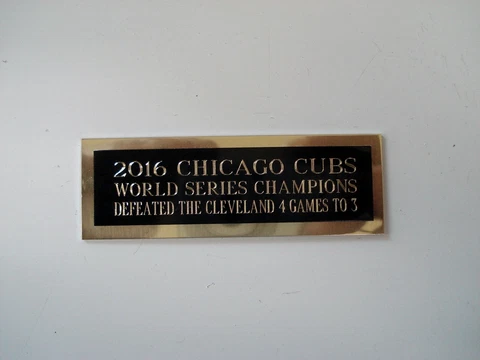 2016 CHICAGO CUBS
WORLD SERIES CHAMPIONS
DEFEATED THE CLEVELAND 4 GAMES TO 3